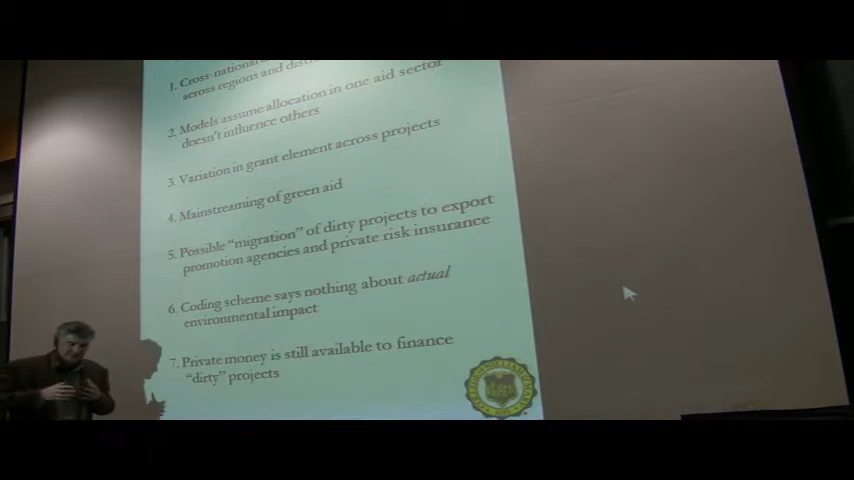 1. Cross-national
across regions and
2. Models assume allocation in one aid sector
doesn't influence others
3. Variation in grant element across projects
4. Mainstreaming of green aid
5. Possible "migration" of dirty projects to export
promotion agencies and private risk insurance
6. Coding scheme says nothing about actual
environmental impact
7. Private money is still available to finance
"dirty" projects